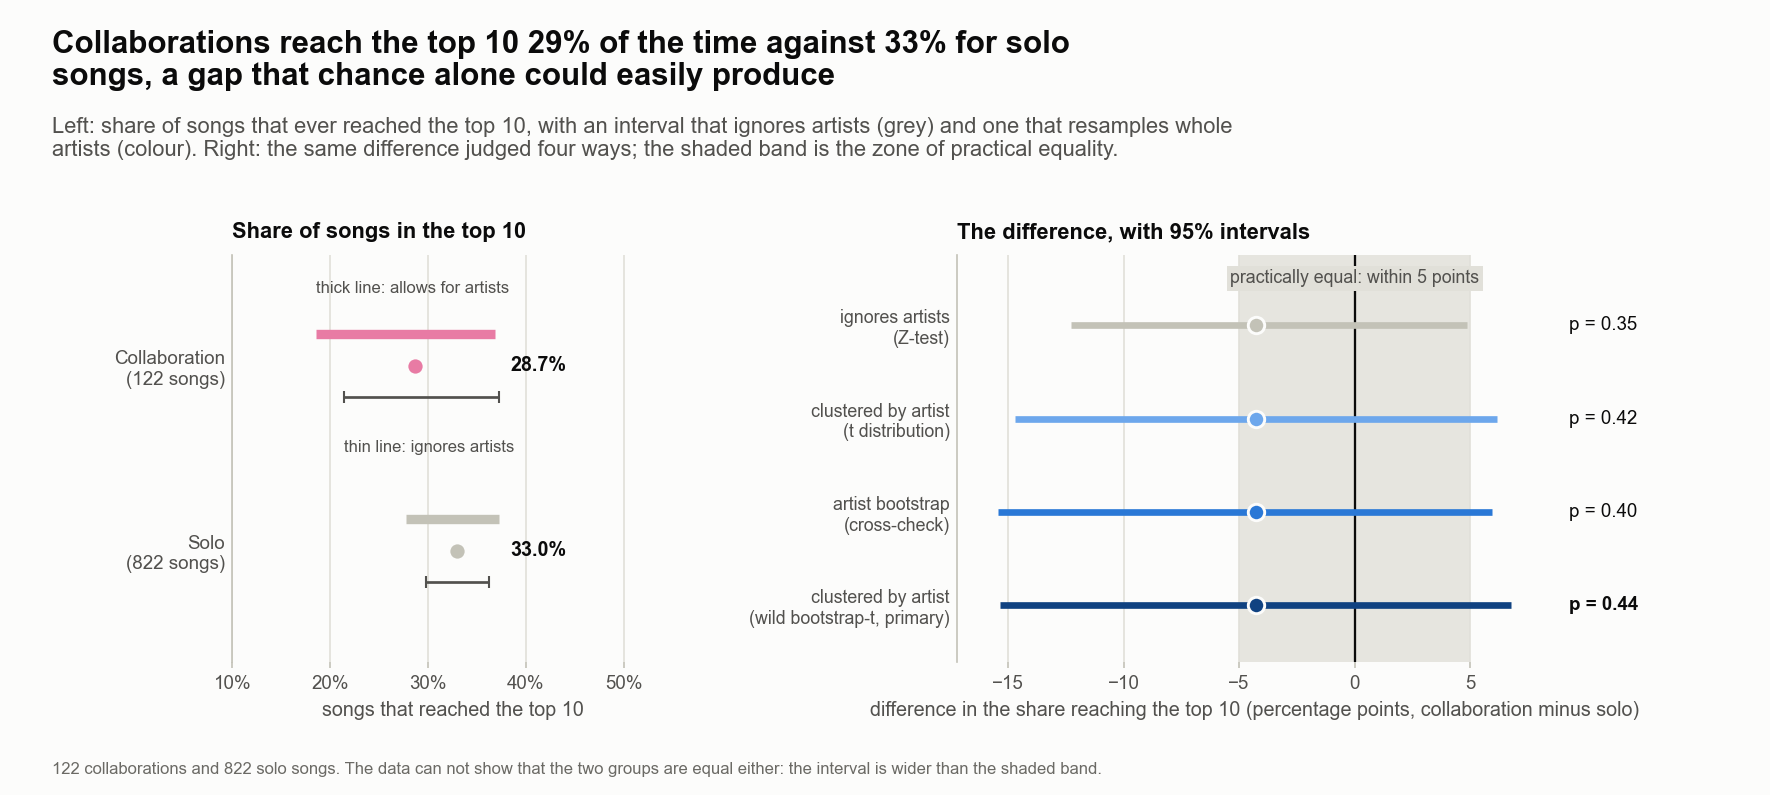 Collaborations reach the top 10 29% of the time against 33% for solo
songs, a gap that chance alone could easily produce
Left: share of songs that ever reached the top 10, with an interval that ignores artists (grey) and one that resamples whole
artists (colour). Right: the same difference judged four ways; the shaded band is the zone of practical equality.
Share of songs in the top 10
thick line: allows for artists
Collaboration
(122 songs)
28.7%
thin line: ignores artists
Solo
(822 songs)
33.0%
10% 20% 30% 40% 50%
songs that reached the top 10
The difference, with 95% intervals
practically equal: within 5 points
ignores artists
(Z-test)
p = 0.35
clustered by artist
(t distribution)
p = 0.42
artist bootstrap
(cross-check)
p = 0.40
clustered by artist
(wild bootstrap-t, primary)
p = 0.44
−15 −10 −5 0 5
difference in the share reaching the top 10 (percentage points, collaboration minus solo)
122 collaborations and 822 solo songs. The data can not show that the two groups are equal either: the interval is wider than the shaded band.